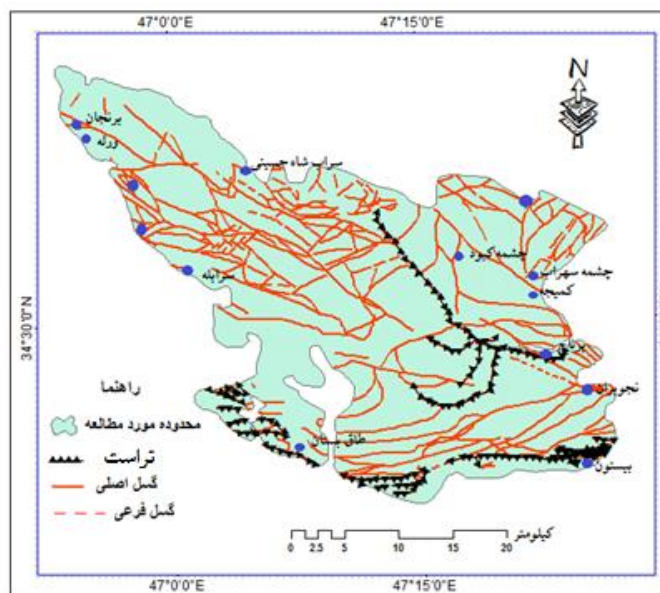 47°0'0"E
47°15'0"E
N
برنجان
ورله
سراب شاه حسینی
چشمه کبود
چشمه سهراب
سرابله
کمیجه
34°30'0"N
برناج
نجوبران
راهنما
محدوده مورد مطالعه
طاق بستان
تراست
بیستون
گسل اصلی
گسل فرعی
کیلومتر
0 2.5 5 10 15 20
47°0'0"E
47°15'0"E